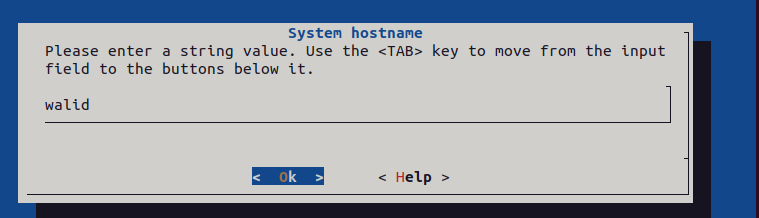 System hostname
Please enter a string value. Use the <TAB> key to move from the input
field to the buttons below it.
walid
< Ok > < Help >